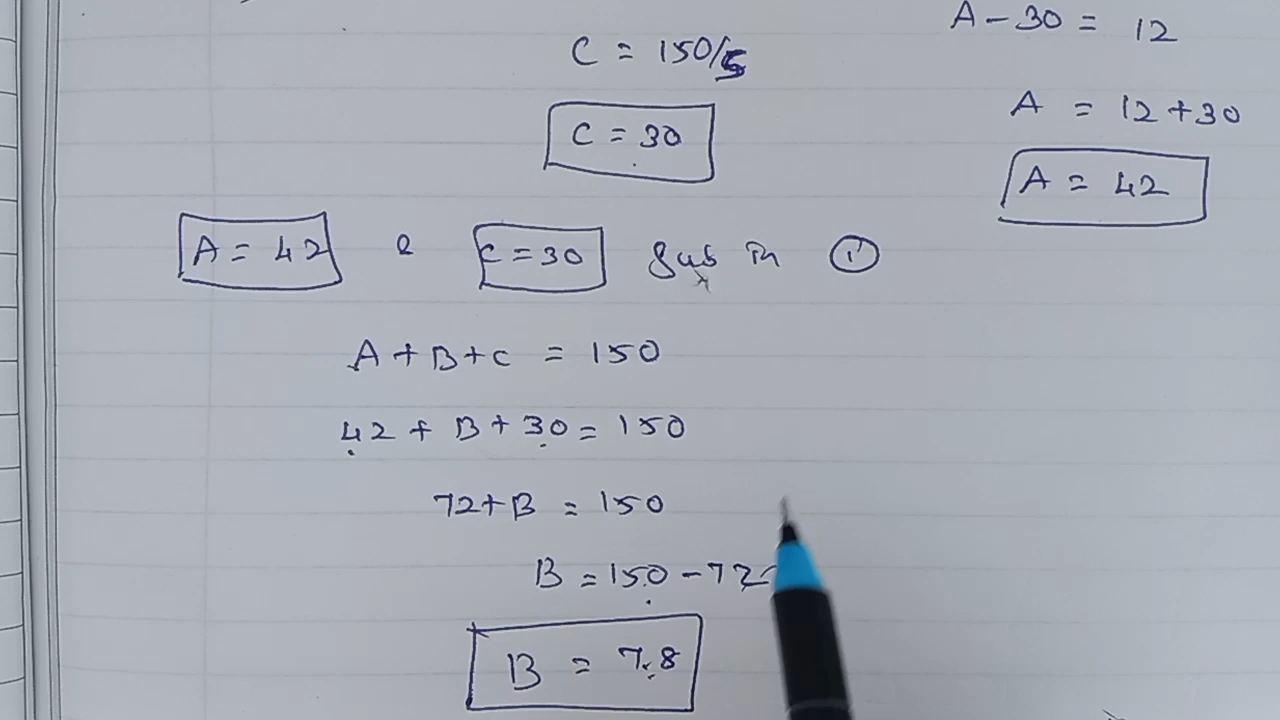 C = 150/5
C = 30
A - 30 = 12
A = 12 + 30
A = 42
A = 42 & C = 30 Sub in ①
A + B + C = 150
42 + B + 30 = 150
72 + B = 150
B = 150 - 72
B = 78